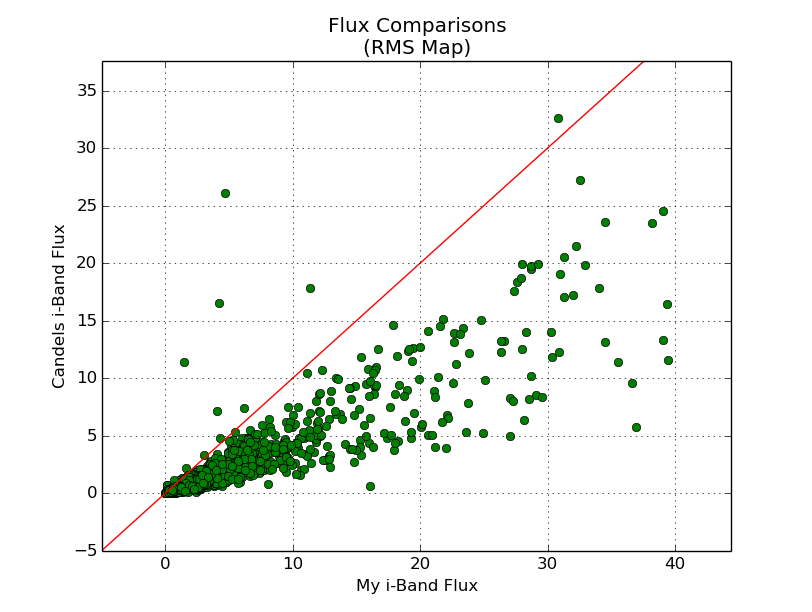 Flux Comparisons
(RMS Map)
35
30
25
20
15
10
5
0
−5
Candels i-Band Flux
0 10 20 30 40
My i-Band Flux